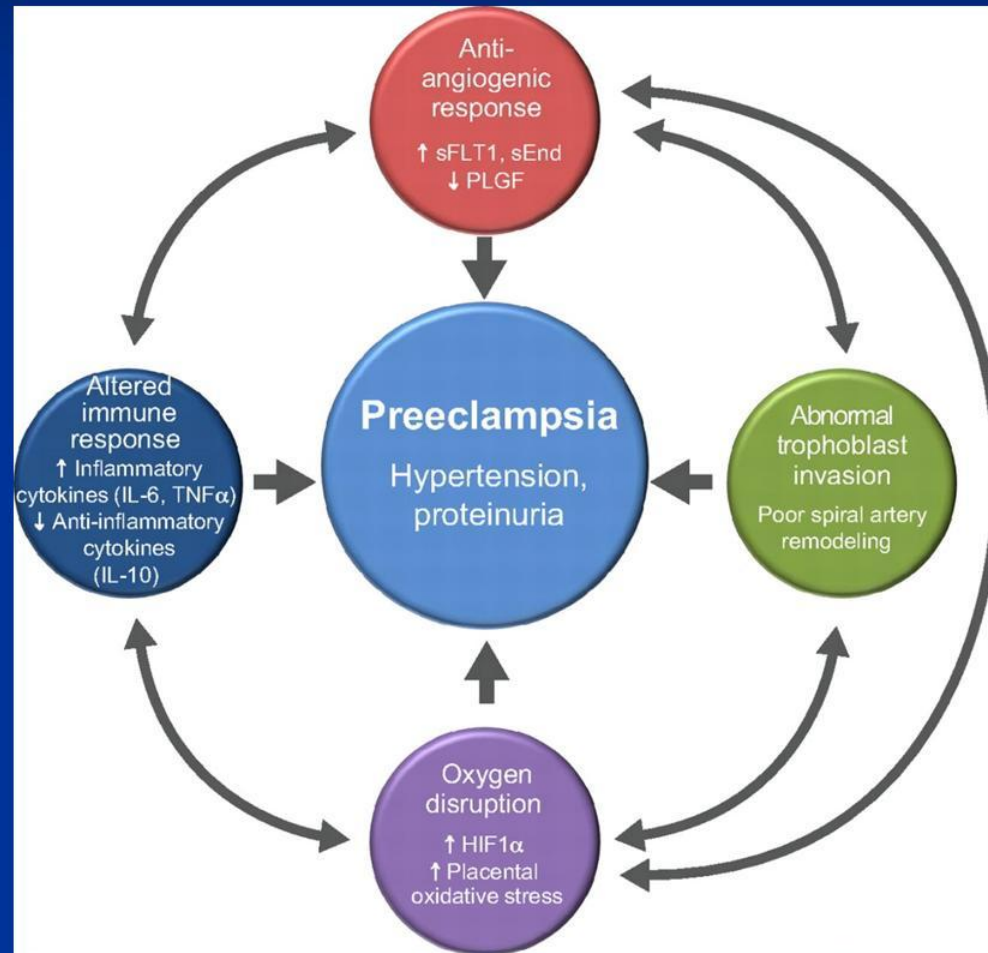 Anti-
angiogenic
response
↑ sFLT1, sEnd
↓ PLGF
Altered
immune
response
↑ Inflammatory
cytokines (IL-6, TNFα)
↓ Anti-inflammatory
cytokines
(IL-10)
Preeclampsia
Hypertension,
proteinuria
Abnormal
trophoblast
invasion
Poor spiral artery
remodeling
Oxygen
disruption
↑ HIF1α
↑ Placental
oxidative stress